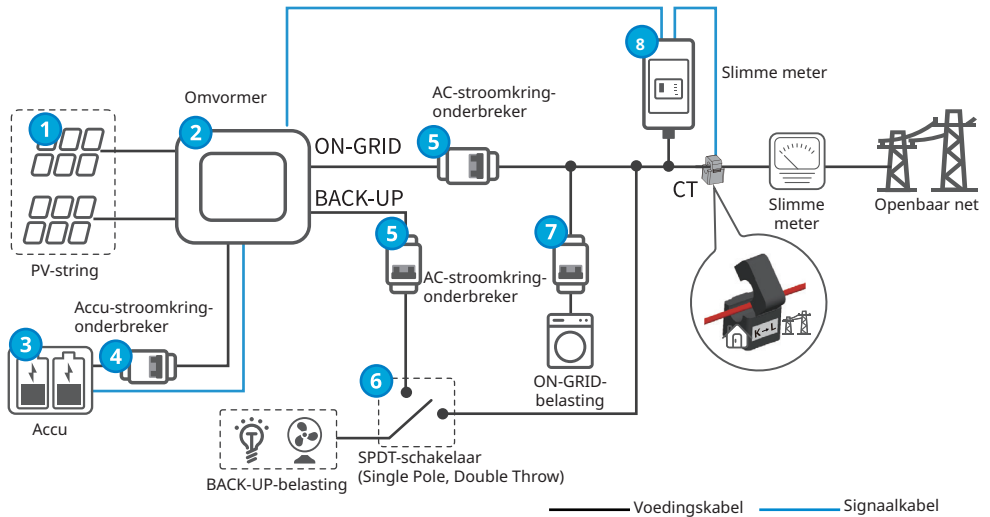 Omvormer
AC-stroomkring-
onderbreker
8
Slimme meter
1
2
ON-GRID
5
BACK-UP
CT
Slimme
meter
Openbaar net
PV-string
5
AC-stroomkring-
onderbreker
7
K→L
Accu-stroomkring-
onderbreker
3
4
Accu
6
ON-GRID-
belasting
SPDT-schakelaar
(Single Pole, Double Throw)
BACK-UP-belasting
Voedingskabel
Signaalkabel